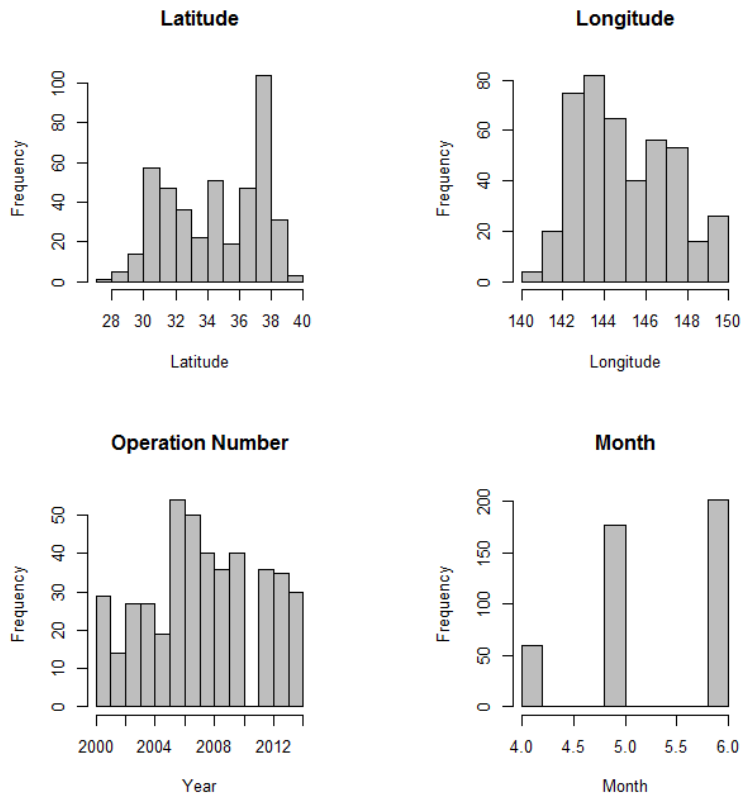 Latitude
Frequency
0 20 40 60 80 100
28 30 32 34 36 38 40
Latitude
Longitude
Frequency
0 20 40 60 80
140 142 144 146 148 150
Longitude
Operation Number
Frequency
0 10 20 30 40 50
2000 2004 2008 2012
Year
Month
Frequency
0 50 100 150 200
4.0 4.5 5.0 5.5 6.0
Month